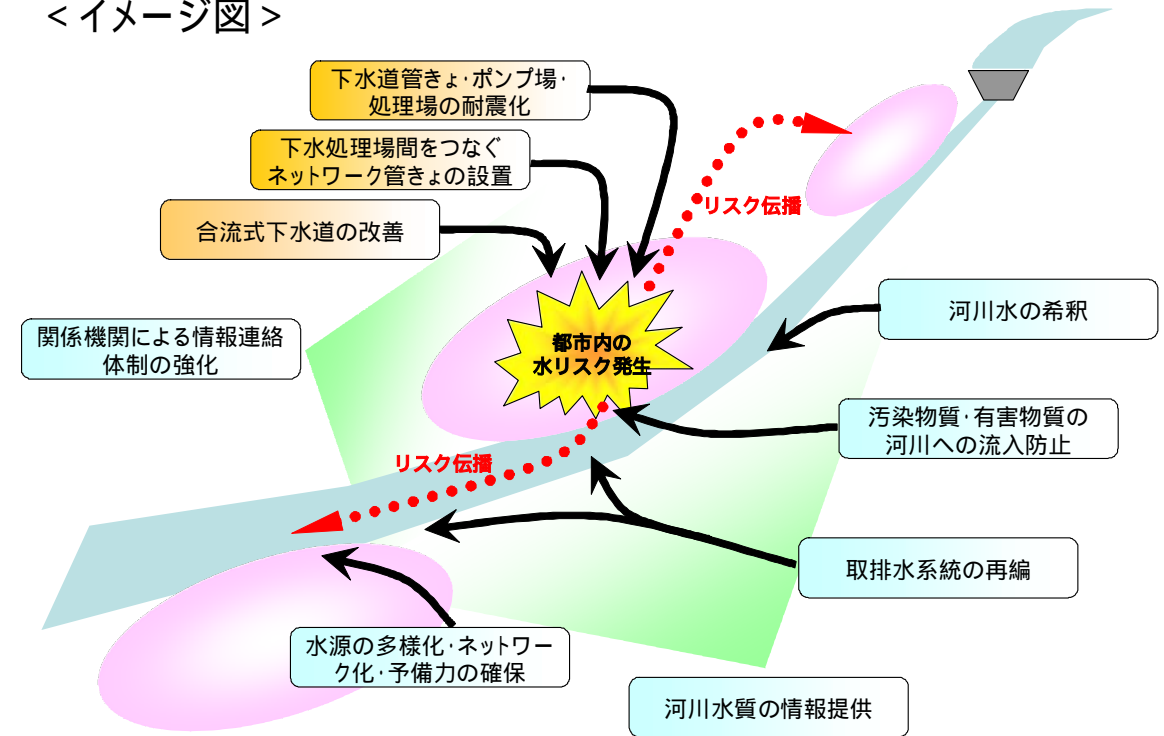 ＜イメージ図＞
下水道管きょ・ポンプ場・
処理場の耐震化
下水処理場間をつなぐ
ネットワーク管きょの設置
合流式下水道の改善
リスク伝播
関係機関による情報連絡
体制の強化
都市内の
水リスク発生
河川水の希釈
汚染物質・有害物質の
河川への流入防止
リスク伝播
取排水系統の再編
水源の多様化・ネットワー
ク化・予備力の確保
河川水質の情報提供